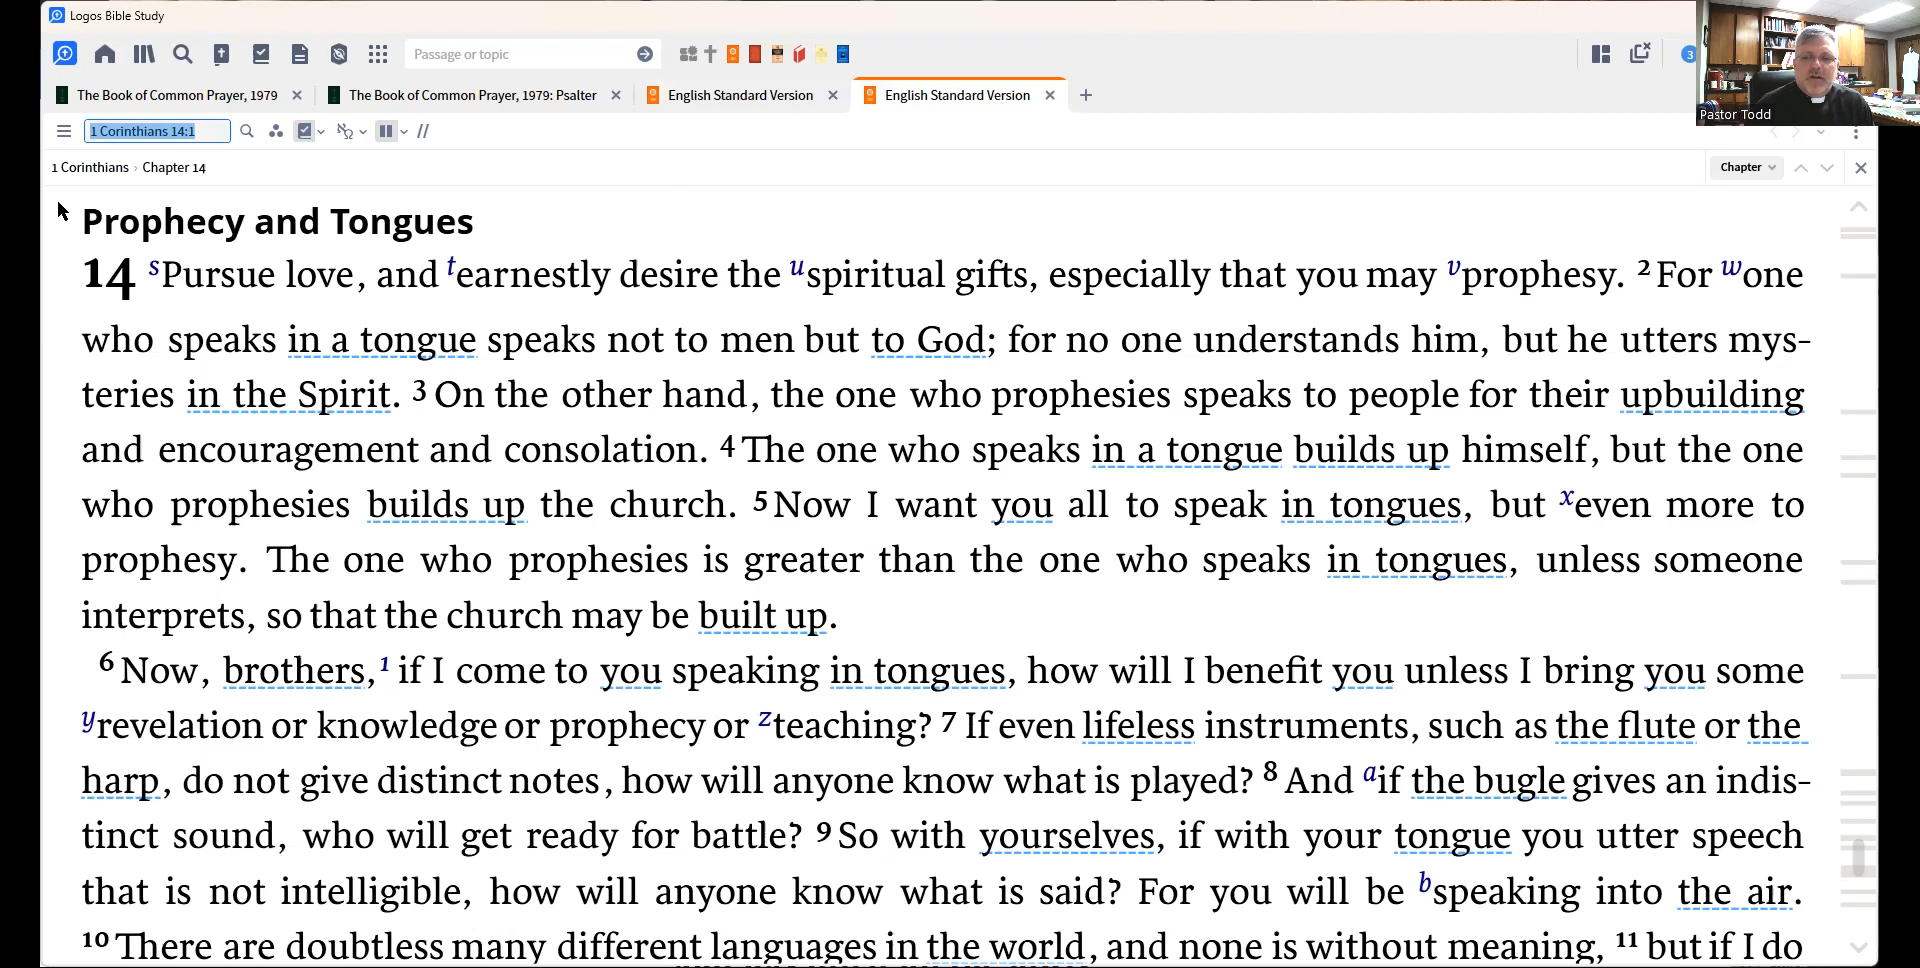 Logos Bible Study
Passage or topic
3
The Book of Common Prayer, 1979
The Book of Common Prayer, 1979: Psalter
English Standard Version
English Standard Version
Pastor Todd
1 Corinthians 14:1
1 Corinthians › Chapter 14
Chapter
Prophecy and Tongues
14 sPursue love, and tearnestly desire the uspiritual gifts, especially that you may vprophesy. 2 For wone
who speaks in a tongue speaks not to men but to God; for no one understands him, but he utters mys-
teries in the Spirit. 3 On the other hand, the one who prophesies speaks to people for their upbuilding
and encouragement and consolation. 4 The one who speaks in a tongue builds up himself, but the one
who prophesies builds up the church. 5 Now I want you all to speak in tongues, but xeven more to
prophesy. The one who prophesies is greater than the one who speaks in tongues, unless someone
interprets, so that the church may be built up.
6 Now, brothers,1 if I come to you speaking in tongues, how will I benefit you unless I bring you some
yrevelation or knowledge or prophecy or zteaching? 7 If even lifeless instruments, such as the flute or the
harp, do not give distinct notes, how will anyone know what is played? 8 And aif the bugle gives an indis-
tinct sound, who will get ready for battle? 9 So with yourselves, if with your tongue you utter speech
that is not intelligible, how will anyone know what is said? For you will be bspeaking into the air.
10 There are doubtless many different languages in the world, and none is without meaning, 11 but if I do